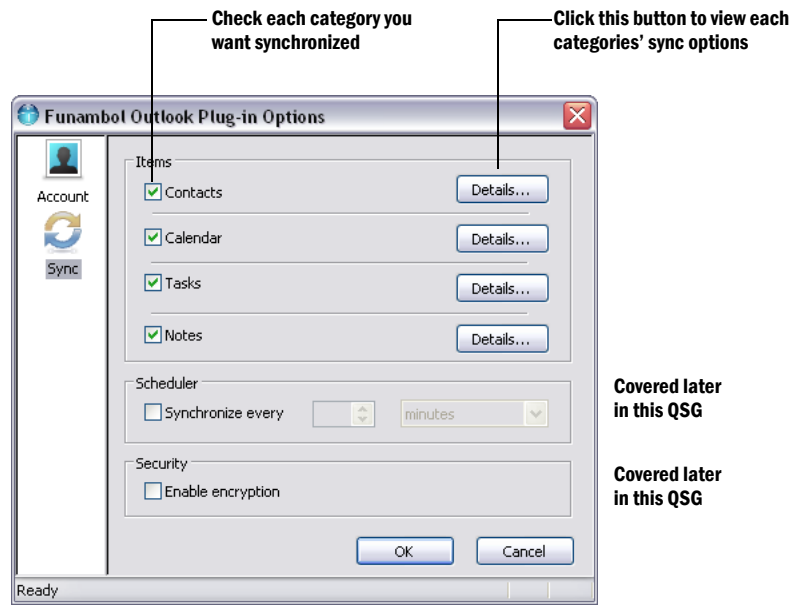 Check each category you
want synchronized
Click this button to view each
categories' sync options
Funambol Outlook Plug-in Options
Account
Sync
Items
Contacts
Details...
Calendar
Details...
Tasks
Details...
Notes
Details...
Scheduler
Synchronize every
minutes
Covered later
in this QSG
Security
Enable encryption
Covered later
in this QSG
OK
Cancel
Ready